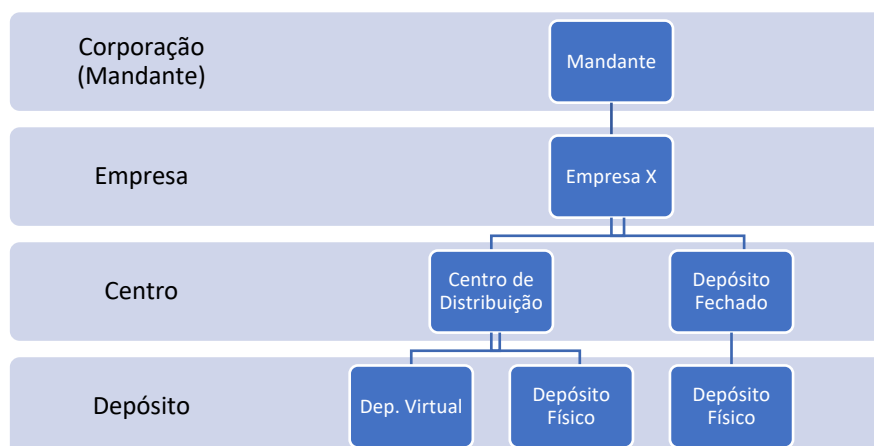 Corporação
(Mandante)
Mandante
Empresa
Empresa X
Centro
Centro de
Distribuição
Depósito
Fechado
Depósito
Dep. Virtual
Depósito
Físico
Depósito
Físico